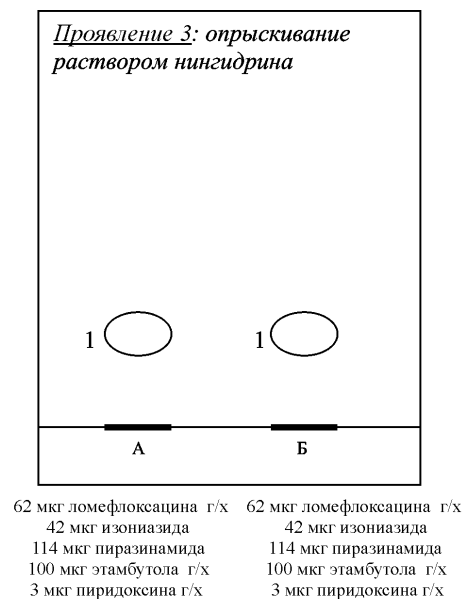 Проявление 3: опрыскивание
раствором нингидрина
1 1
А Б
62 мкг ломефлоксацина г/х 62 мкг ломефлоксацина г/х
42 мкг изониазида 42 мкг изониазида
114 мкг пиразинамида 114 мкг пиразинамида
100 мкг этамбутола г/х 100 мкг этамбутола г/х
3 мкг пиридоксина г/х 3 мкг пиридоксина г/х